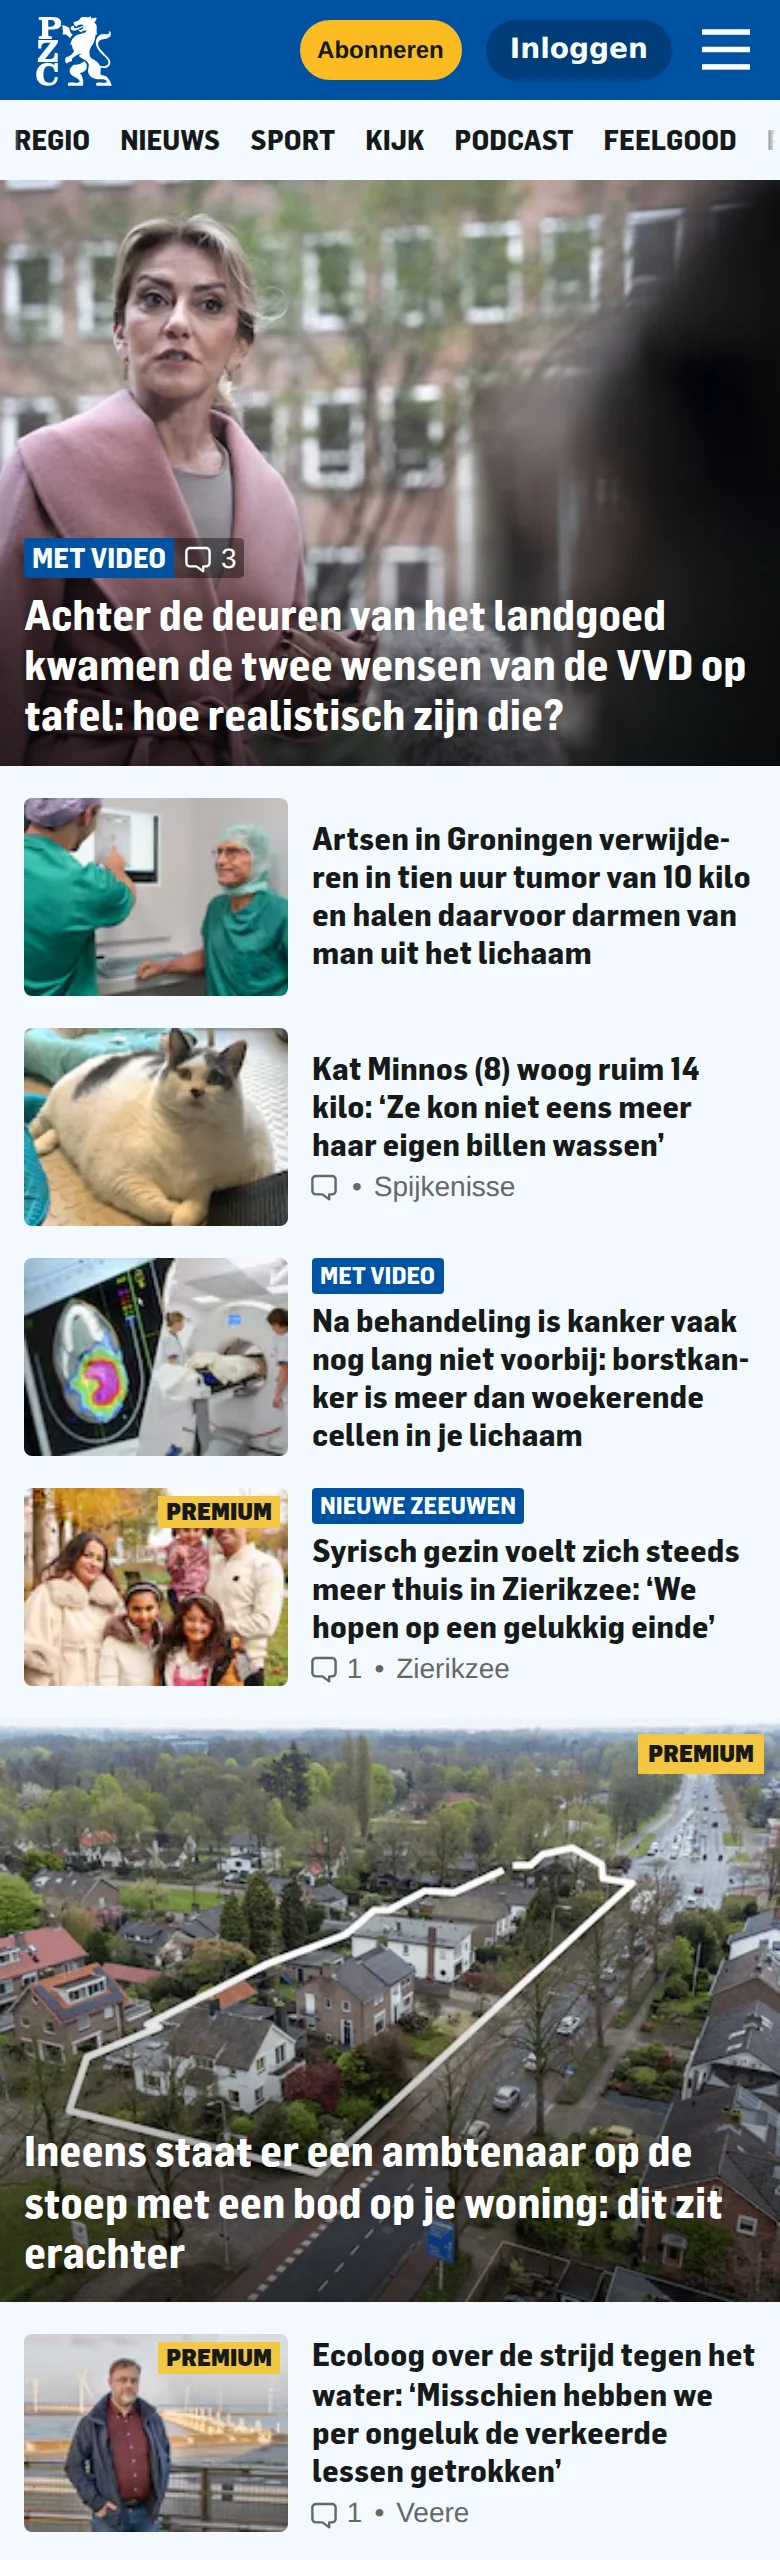 PZC
Abonneren
Inloggen
REGIO NIEUWS SPORT KIJK PODCAST FEELGOOD
MET VIDEO 3
Achter de deuren van het landgoed
kwamen de twee wensen van de VVD op
tafel: hoe realistisch zijn die?
Artsen in Groningen verwijde-
ren in tien uur tumor van 10 kilo
en halen daarvoor darmen van
man uit het lichaam
Kat Minnos (8) woog ruim 14
kilo: ‘Ze kon niet eens meer
haar eigen billen wassen’
• Spijkenisse
MET VIDEO
Na behandeling is kanker vaak
nog lang niet voorbij: borstkan-
ker is meer dan woekerende
cellen in je lichaam
PREMIUM
NIEUWE ZEEUWEN
Syrisch gezin voelt zich steeds
meer thuis in Zierikzee: ‘We
hopen op een gelukkig einde’
1 • Zierikzee
PREMIUM
Ineens staat er een ambtenaar op de
stoep met een bod op je woning: dit zit
erachter
PREMIUM
Ecoloog over de strijd tegen het
water: ‘Misschien hebben we
per ongeluk de verkeerde
lessen getrokken’
1 • Veere